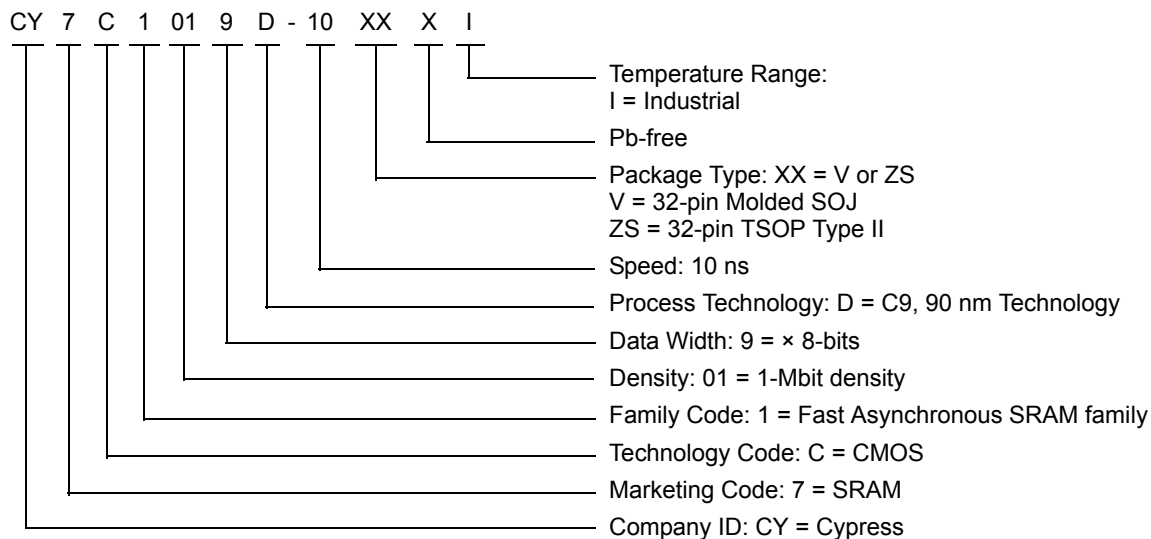 CY 7 C 1 01 9 D - 10 XX X I
Temperature Range:
I = Industrial
Pb-free
Package Type: XX = V or ZS
V = 32-pin Molded SOJ
ZS = 32-pin TSOP Type II
Speed: 10 ns
Process Technology: D = C9, 90 nm Technology
Data Width: 9 = × 8-bits
Density: 01 = 1-Mbit density
Family Code: 1 = Fast Asynchronous SRAM family
Technology Code: C = CMOS
Marketing Code: 7 = SRAM
Company ID: CY = Cypress